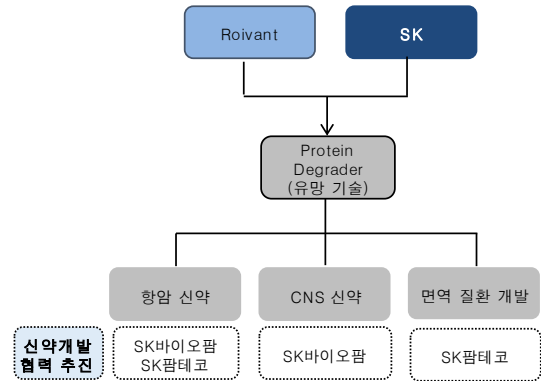 Roivant
SK
Protein
Degrader
(유망 기술)
항암 신약
CNS 신약
면역 질환 개발
신약개발
협력 추진
SK바이오팜
SK팜테코
SK바이오팜
SK팜테코